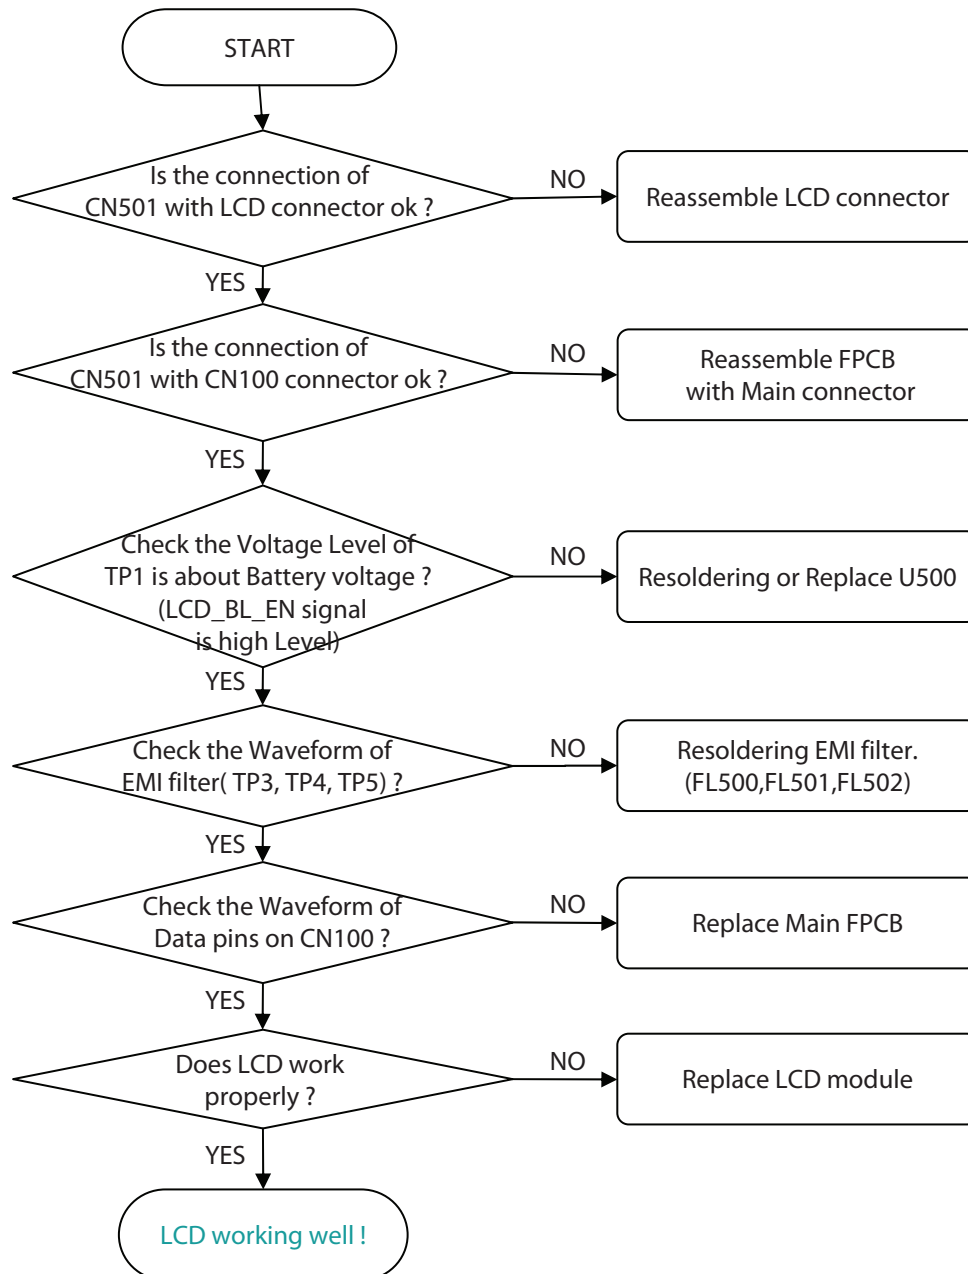 START
Is the connection of
CN501 with LCD connector ok ?
NO
Reassemble LCD connector
YES
Is the connection of
CN501 with CN100 connector ok ?
NO
Reassemble FPCB
with Main connector
YES
Check the Voltage Level of
TP1 is about Battery voltage ?
(LCD_BL_EN signal
is high Level)
NO
Resoldering or Replace U500
YES
Check the Waveform of
EMI filter( TP3, TP4, TP5) ?
NO
Resoldering EMI filter.
(FL500,FL501,FL502)
YES
Check the Waveform of
Data pins on CN100 ?
NO
Replace Main FPCB
YES
Does LCD work
properly ?
NO
Replace LCD module
YES
LCD working well !